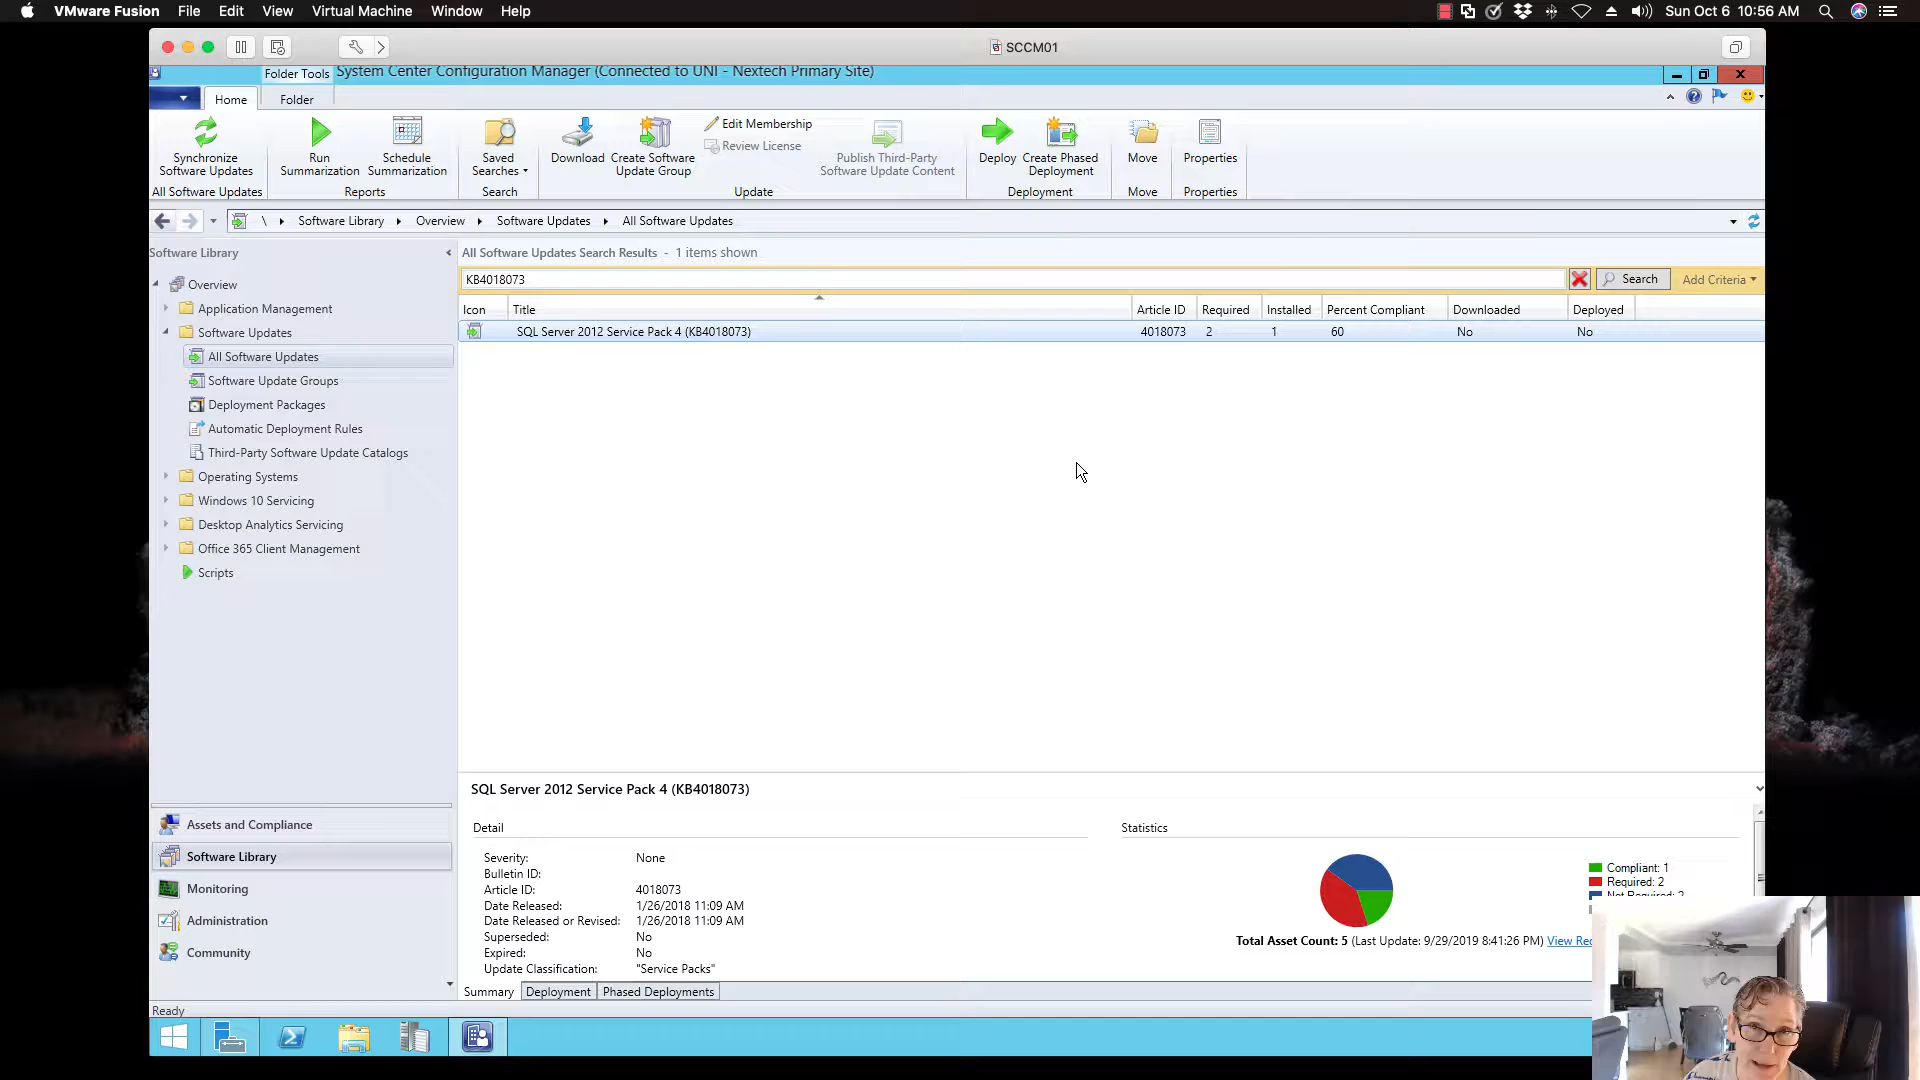 VMware Fusion File Edit View Virtual Machine Window Help Sun Oct 6 10:56 AM
SCCM01
Folder Tools System Center Configuration Manager (Connected to UNI - Nextech Primary Site)
Home Folder
Synchronize Software Updates
Run Summarization
Schedule Summarization
Saved Searches
Download
Create Software Update Group
Edit Membership
Review License
Publish Third-Party Software Update Content
Deploy
Create Phased Deployment
Move
Properties
All Software Updates Reports Search Update Deployment Move Properties
\ Software Library Overview Software Updates All Software Updates
Software Library
Overview
Application Management
Software Updates
All Software Updates
Software Update Groups
Deployment Packages
Automatic Deployment Rules
Third-Party Software Update Catalogs
Operating Systems
Windows 10 Servicing
Desktop Analytics Servicing
Office 365 Client Management
Scripts
Assets and Compliance
Software Library
Monitoring
Administration
Community
All Software Updates Search Results - 1 items shown
KB4018073 Search Add Criteria
Icon Title Article ID Required Installed Percent Compliant Downloaded Deployed
SQL Server 2012 Service Pack 4 (KB4018073) 4018073 2 1 60 No No
SQL Server 2012 Service Pack 4 (KB4018073)
Detail
Severity: None
Bulletin ID:
Article ID: 4018073
Date Released: 1/26/2018 11:09 AM
Date Released or Revised: 1/26/2018 11:09 AM
Superseded: No
Expired: No
Update Classification: "Service Packs"
Statistics
Compliant: 1
Required: 2
Not Required: 2
Total Asset Count: 5 (Last Update: 9/29/2019 8:41:26 PM) View Rec
Summary Deployment Phased Deployments
Ready